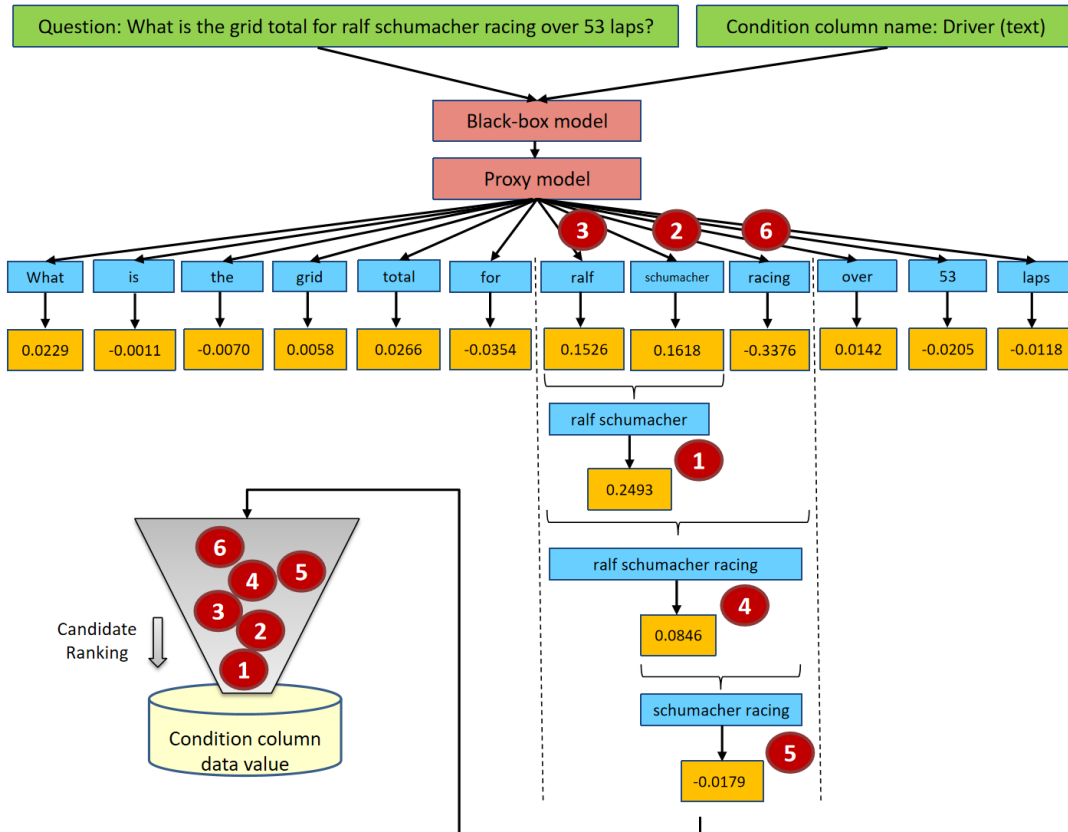 Question: What is the grid total for ralf schumacher racing over 53 laps?
Condition column name: Driver (text)
Black-box model
Proxy model
3
2
6
What
is
the
grid
total
for
ralf
schumacher
racing
over
53
laps
0.0229
-0.0011
-0.0070
0.0058
0.0266
-0.0354
0.1526
0.1618
-0.3376
0.0142
-0.0205
-0.0118
ralf schumacher
1
0.2493
ralf schumacher racing
4
0.0846
schumacher racing
5
-0.0179
6
5
4
3
2
1
Candidate
Ranking
Condition column
data value